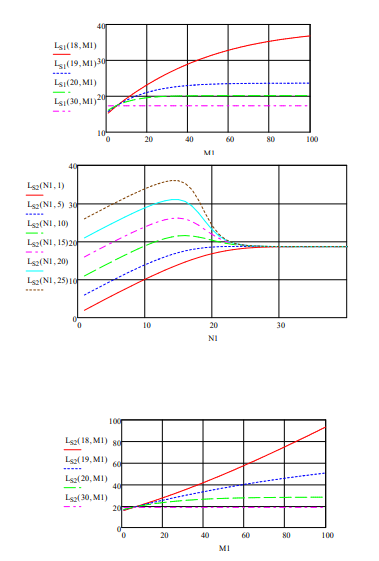 40
L_S1(18, M1)
L_S1(19, M1) 30
L_S1(20, M1) 20
L_S1(30, M1)
10
0 20 40 60 80 100
M1
40
L_S2(N1, 1)
30
L_S2(N1, 5)
L_S2(N1, 10)
20
L_S2(N1, 15)
L_S2(N1, 20)
10
L_S2(N1, 25)
0
0 10 20 30
N1
100
L_S2(18, M1) 80
L_S2(19, M1) 60
L_S2(20, M1) 40
L_S2(30, M1) 20
0
0 20 40 60 80 100
M1